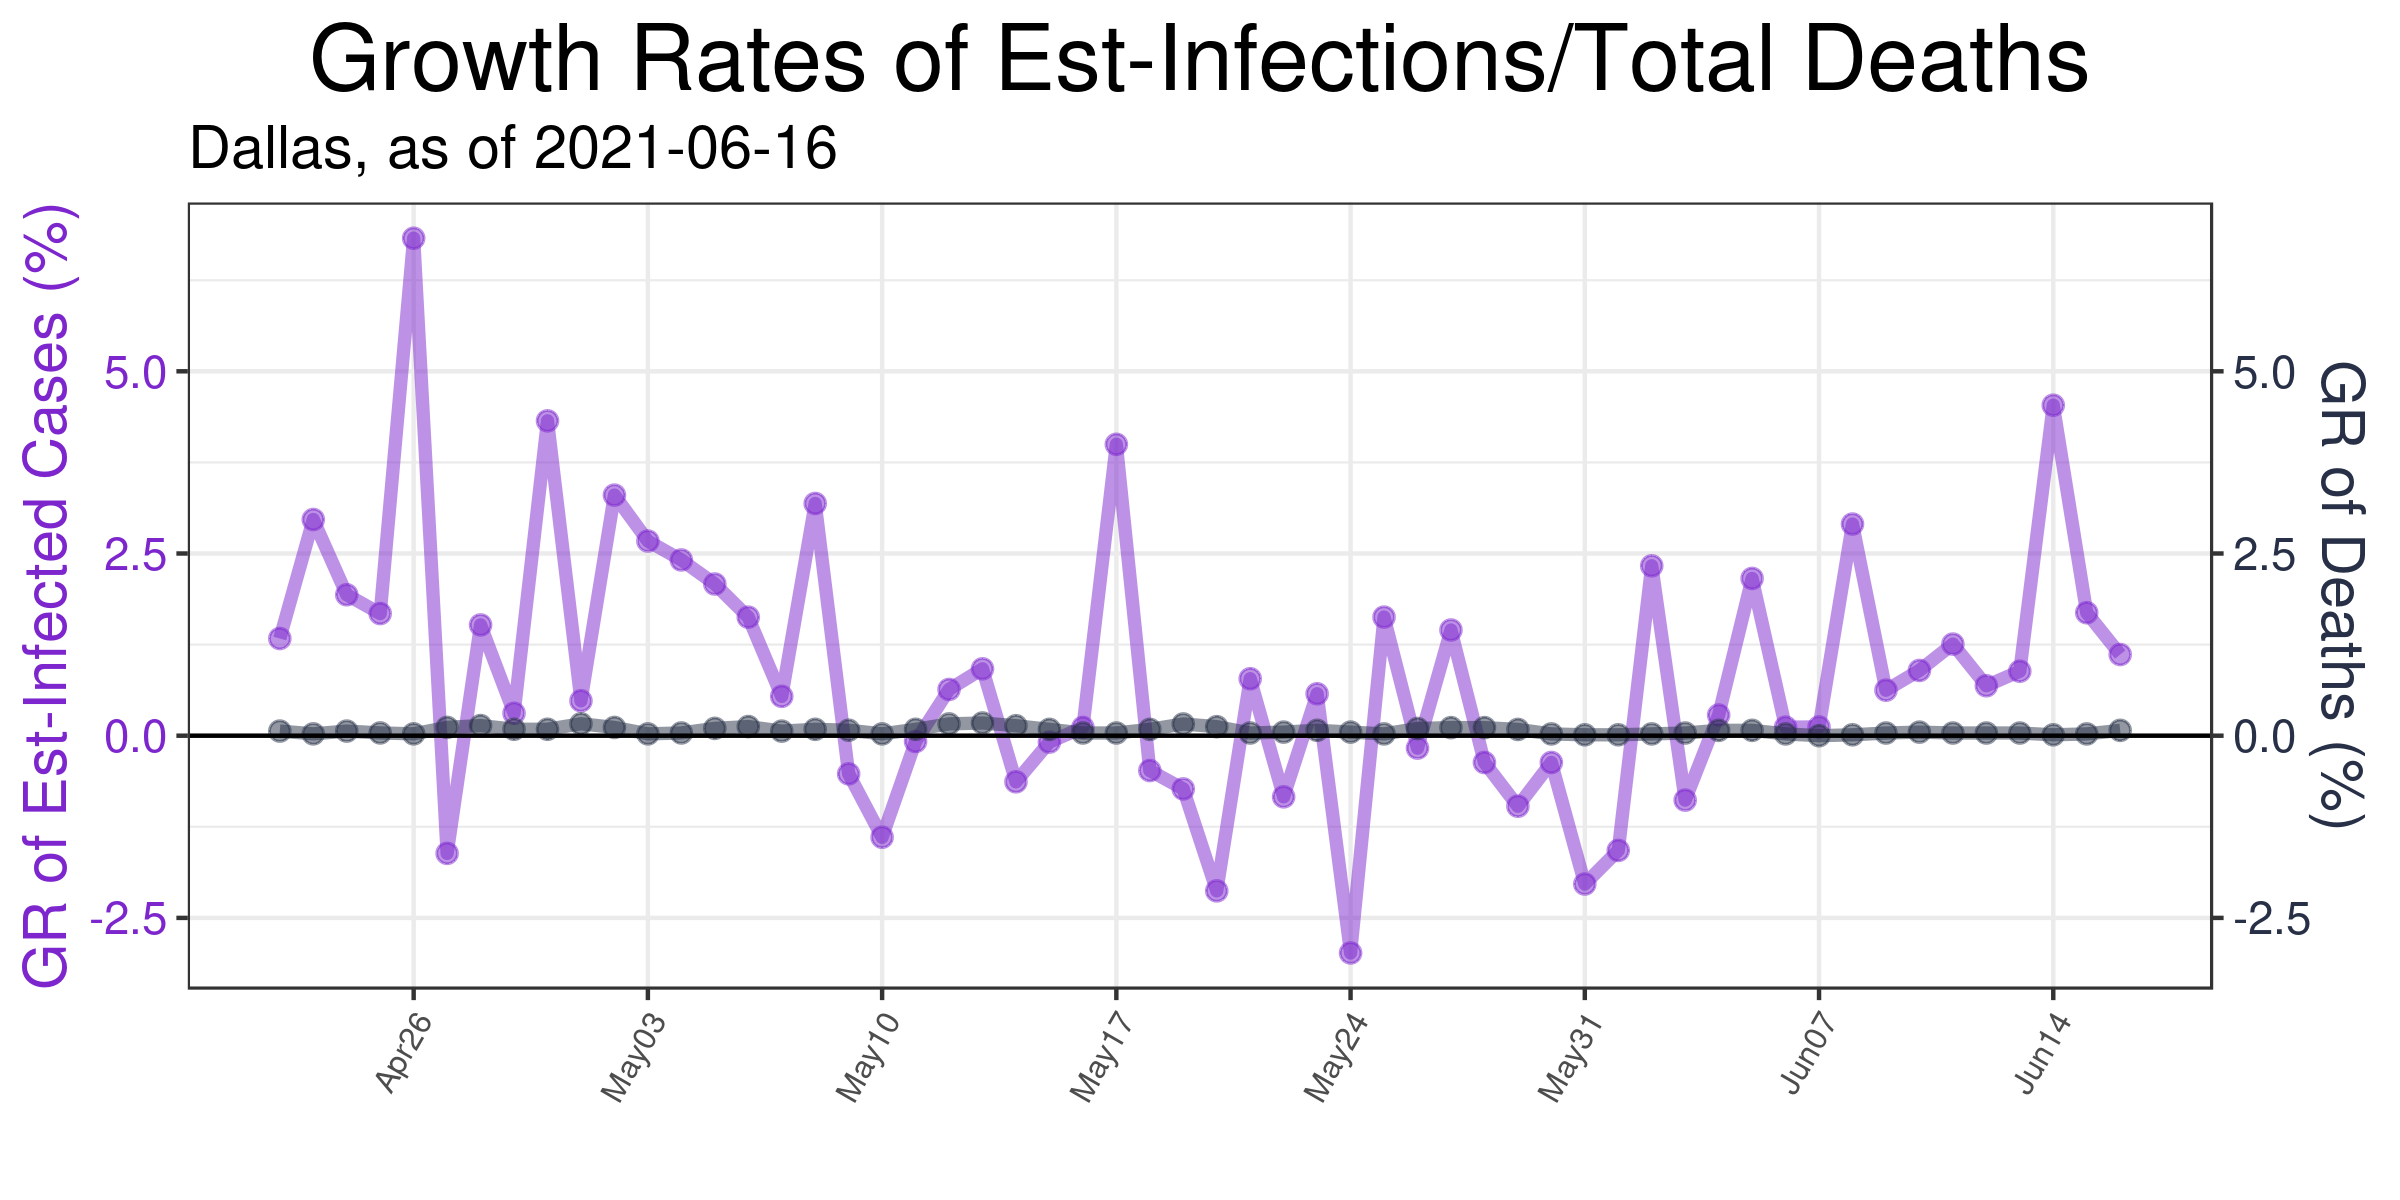 Growth Rates of Est-Infections/Total Deaths
Dallas, as of 2021-06-16
GR of Est-Infected Cases (%)
5.0
2.5
0.0
-2.5
5.0
2.5
0.0
-2.5
GR of Deaths (%)
Apr26
May03
May10
May17
May24
May31
Jun07
Jun14